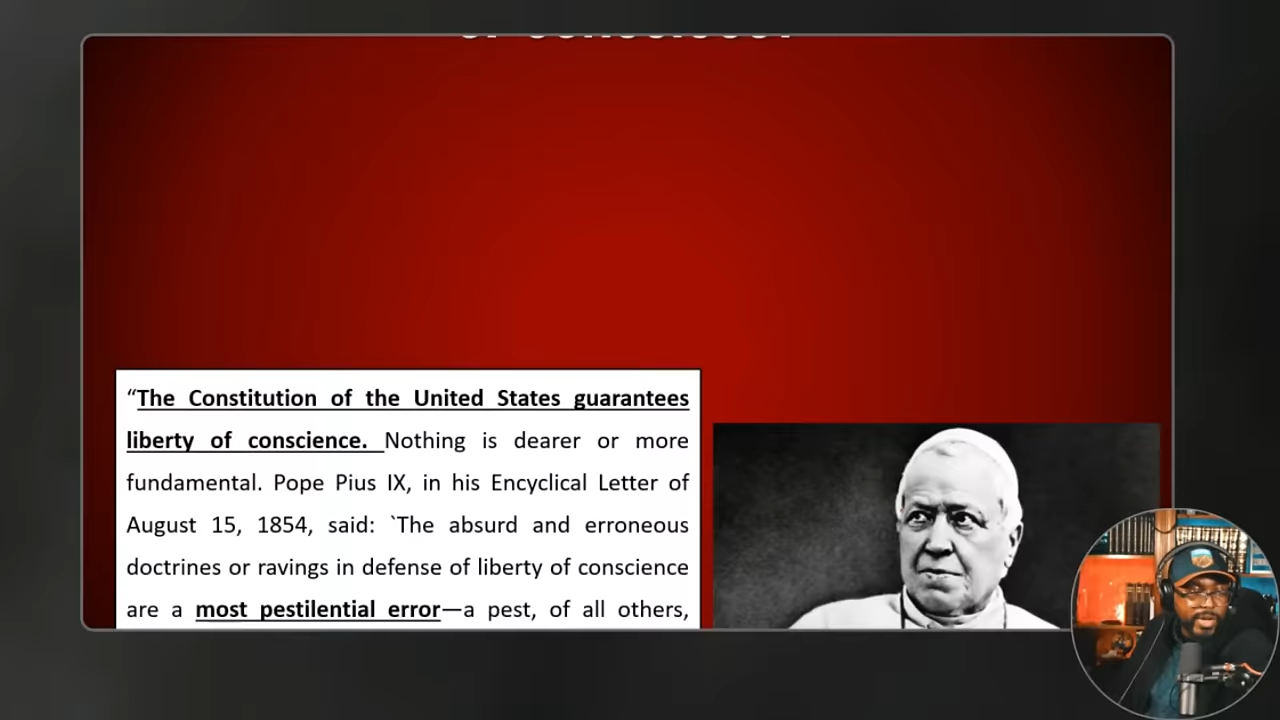 “The Constitution of the United States guarantees
liberty of conscience. Nothing is dearer or more
fundamental. Pope Pius IX, in his Encyclical Letter of
August 15, 1854, said: `The absurd and erroneous
doctrines or ravings in defense of liberty of conscience
are a most pestilential error—a pest, of all others,